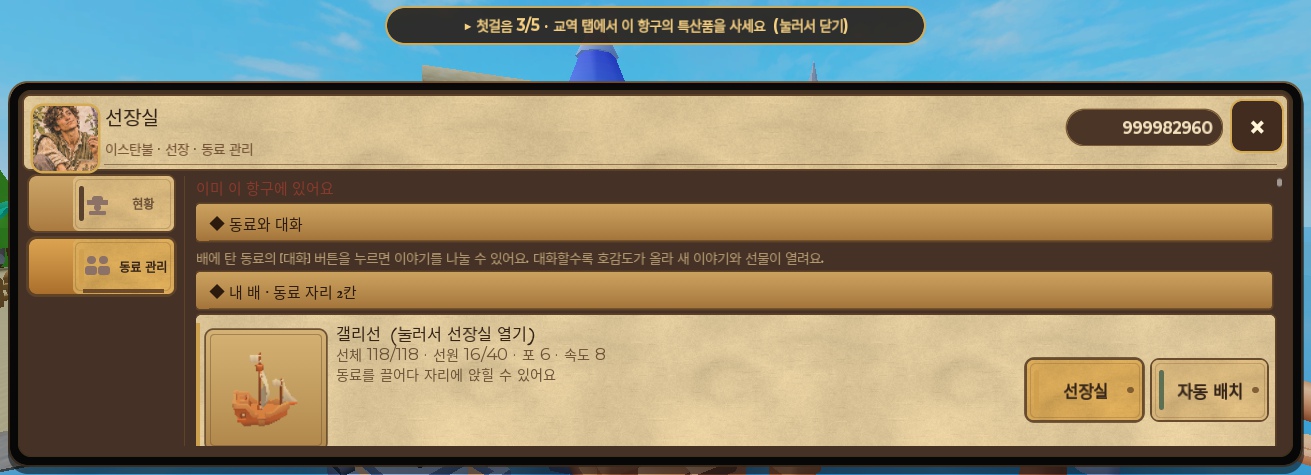 ▸ 첫걸음 3/5 · 교역 탭에서 이 항구의 특산품을 사세요 (눌러서 닫기)
선장실
이스탄불 · 선장 · 동료 관리
999982960
×
현황
동료 관리
이미 이 항구에 있어요
◆ 동료와 대화
배에 탄 동료의 [대화] 버튼을 누르면 이야기를 나눌 수 있어요. 대화할수록 호감도가 올라 새 이야기와 선물이 열려요.
◆ 내 배 · 동료 자리 2칸
갤리선 (눌러서 선장실 열기)
선체 118/118 · 선원 16/40 · 포 6 · 속도 8
동료를 끌어다 자리에 앉힐 수 있어요
선장실
자동 배치